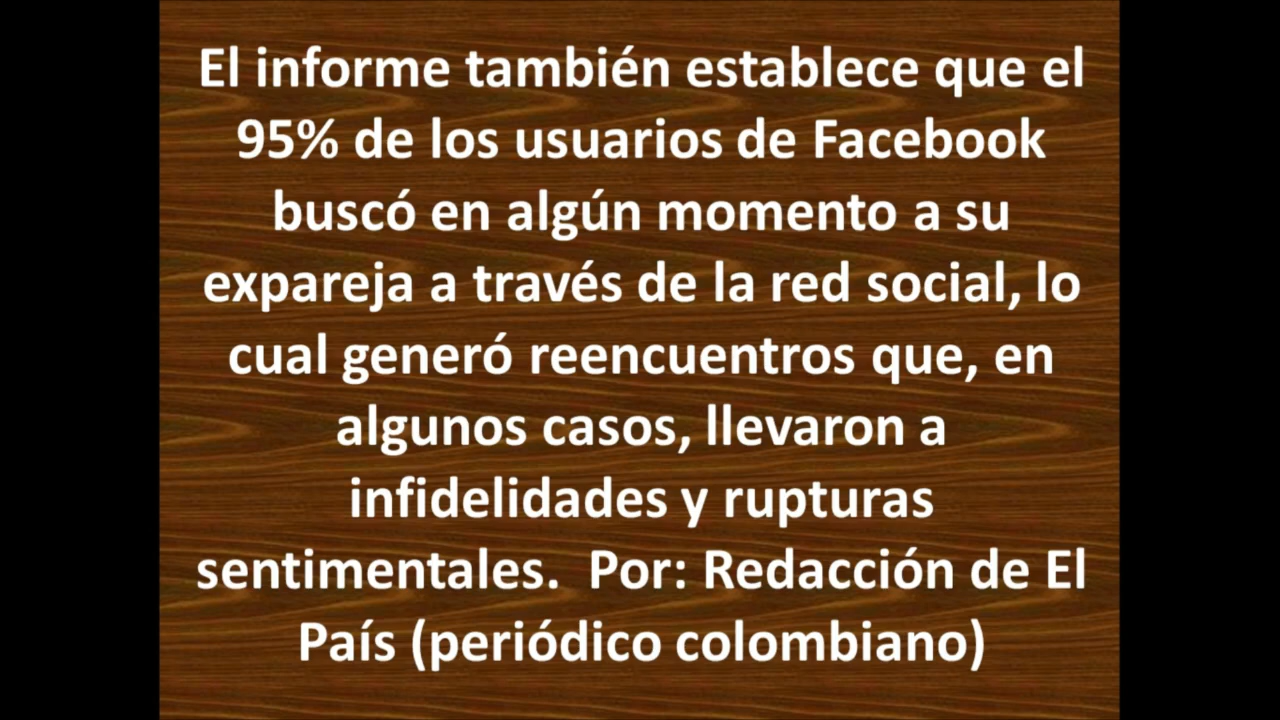 El informe también establece que el
95% de los usuarios de Facebook
buscó en algún momento a su
expareja a través de la red social, lo
cual generó reencuentros que, en
algunos casos, llevaron a
infidelidades y rupturas
sentimentales.  Por: Redacción de El
País (periódico colombiano)